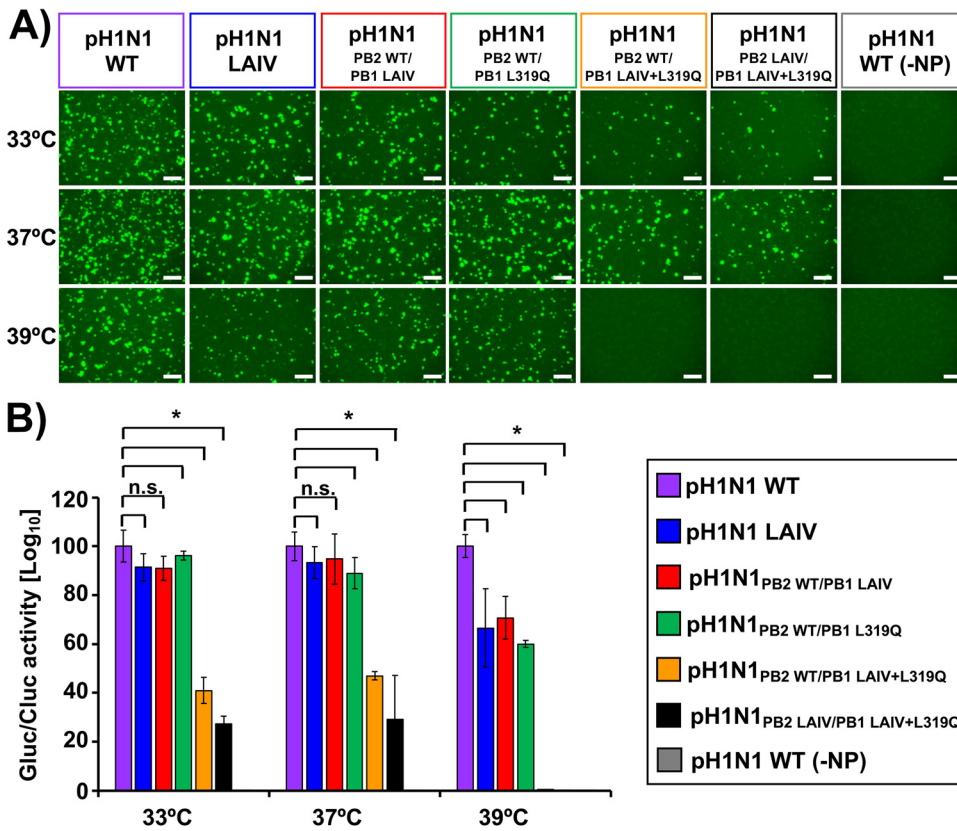 A)
pH1N1 WT
pH1N1 LAIV
pH1N1 PB2 WT/ PB1 LAIV
pH1N1 PB2 WT/ PB1 L319Q
pH1N1 PB2 WT/ PB1 LAIV+L319Q
pH1N1 PB2 LAIV/ PB1 LAIV+L319Q
pH1N1 WT (-NP)
33ºC
37ºC
39ºC
B)
Gluc/Cluc activity [Log10]
120
100
80
60
40
20
0
*
n.s.
*
n.s.
*
33ºC
37ºC
39ºC
pH1N1 WT
pH1N1 LAIV
pH1N1PB2 WT/PB1 LAIV
pH1N1PB2 WT/PB1 L319Q
pH1N1PB2 WT/PB1 LAIV+L319Q
pH1N1PB2 LAIV/PB1 LAIV+L319Q
pH1N1 WT (-NP)